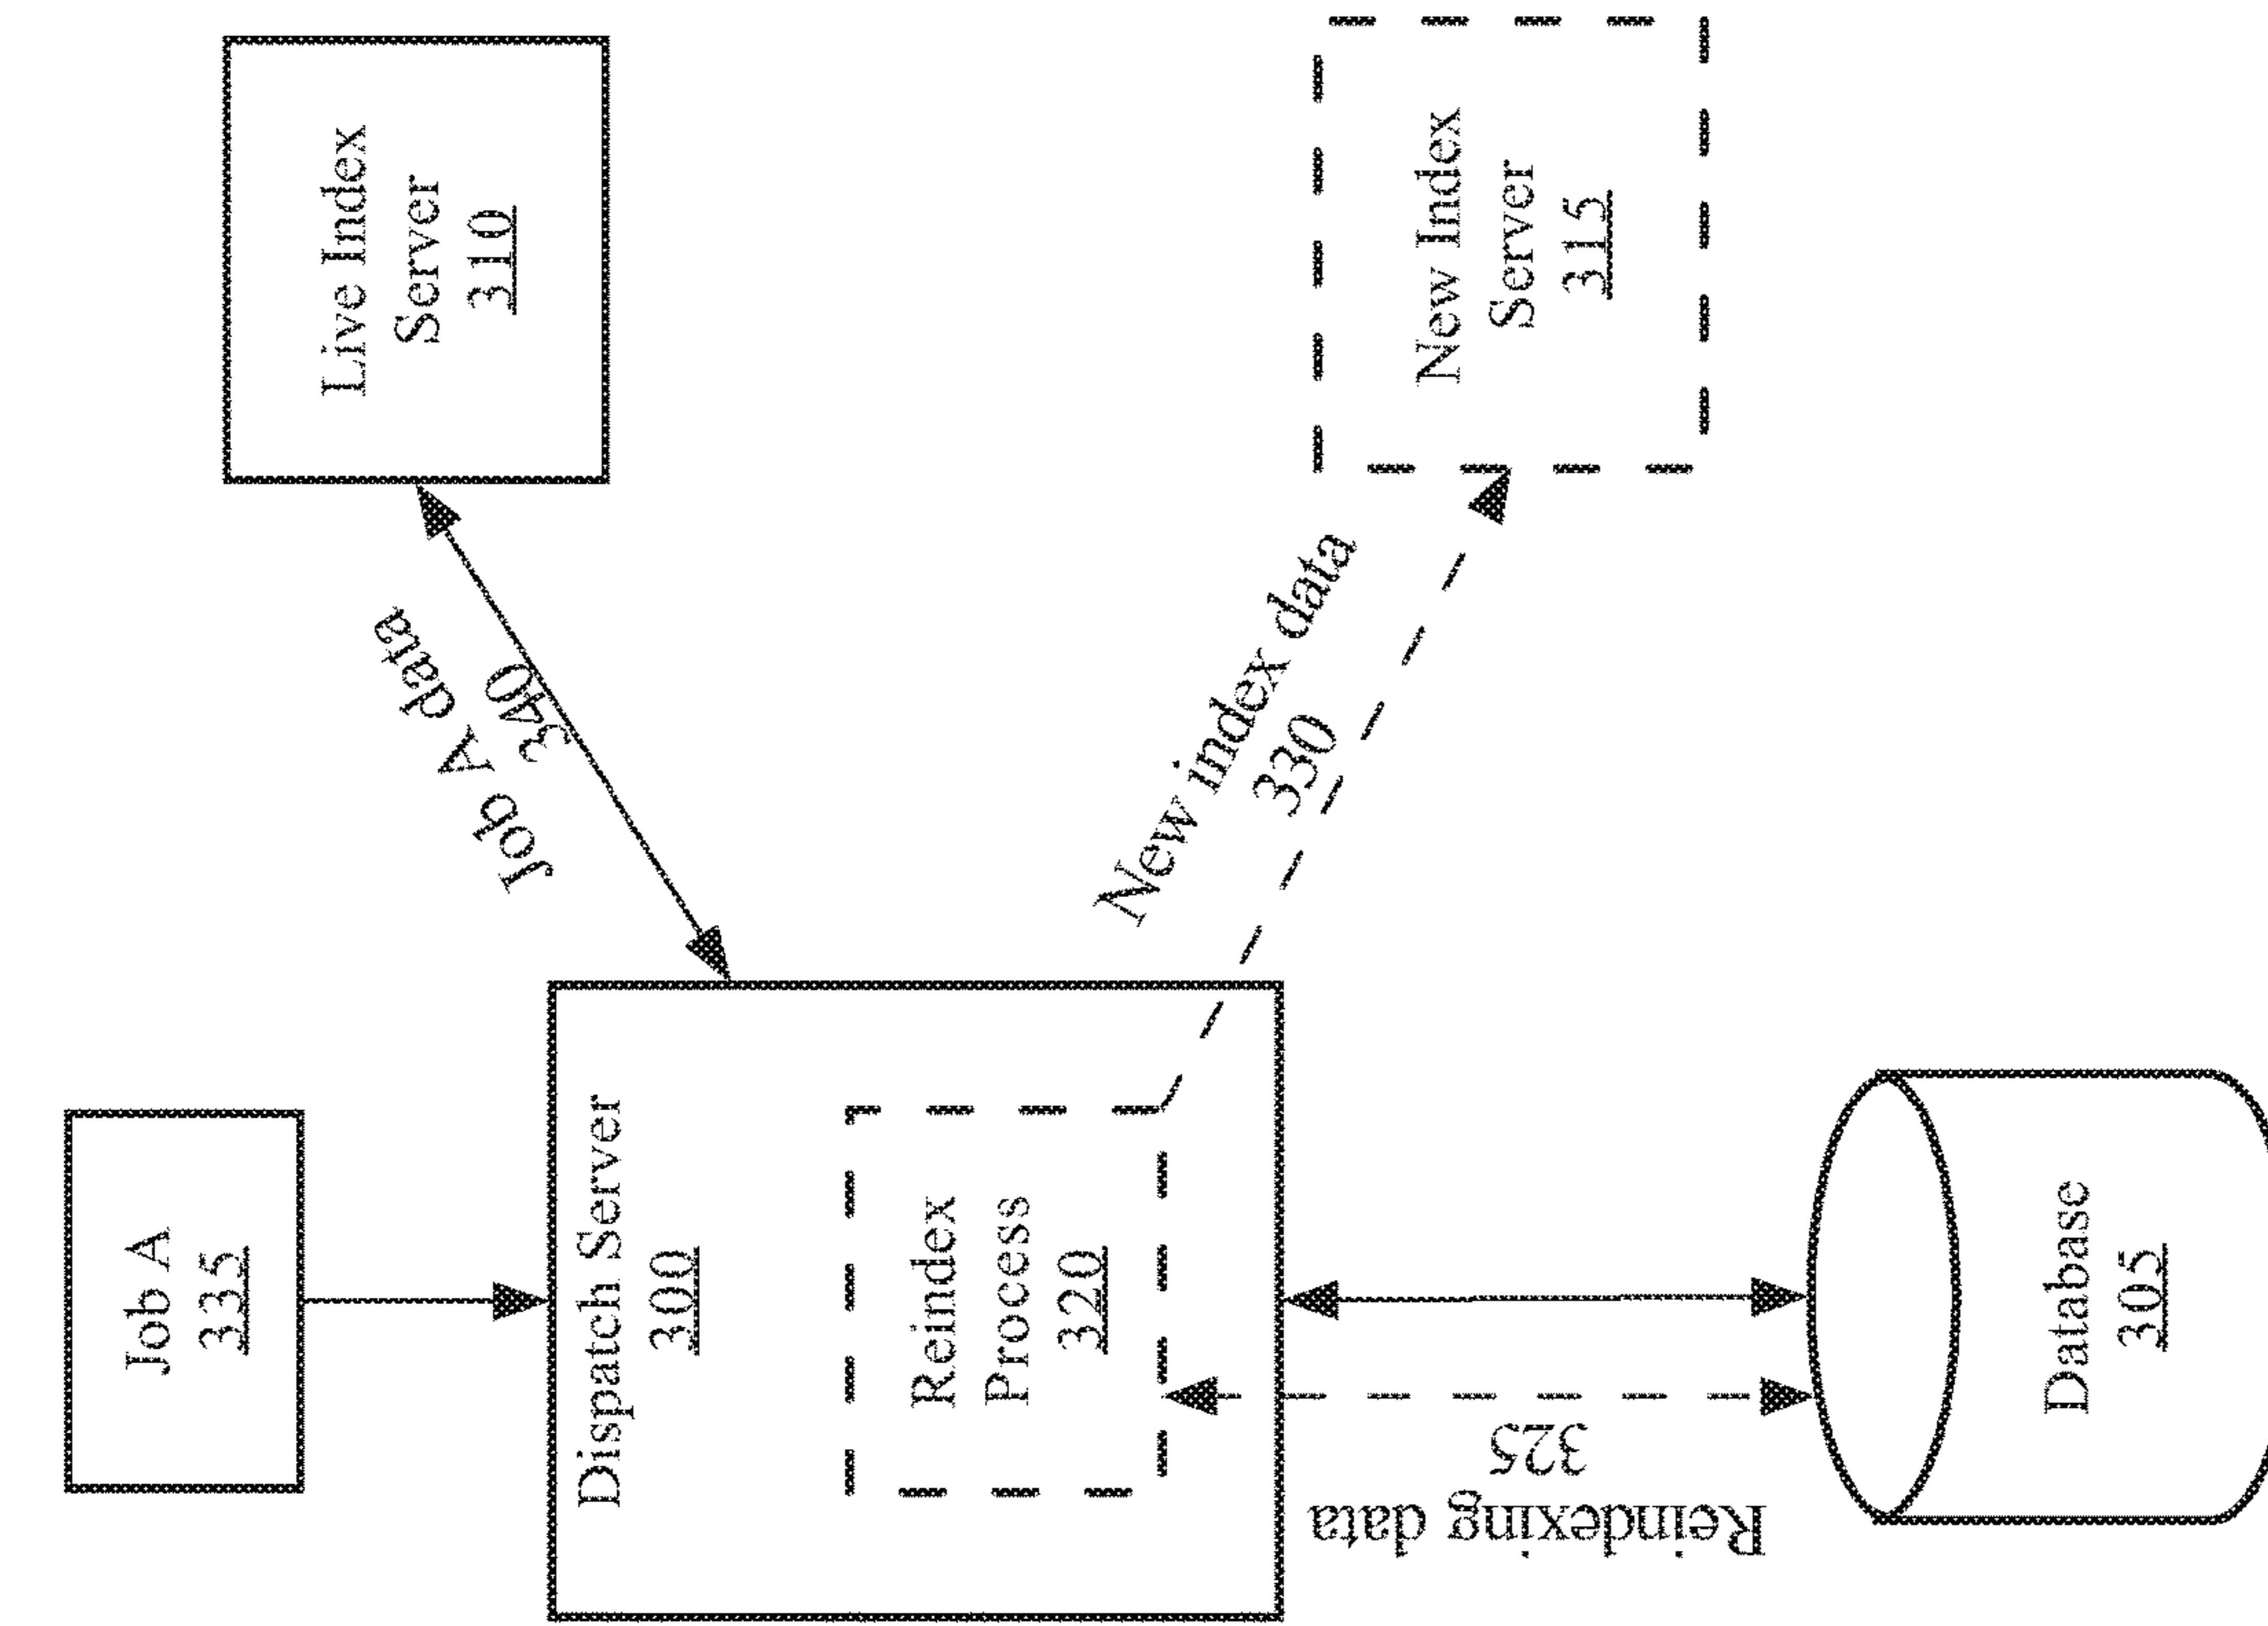 Job A
335
Dispatch Server
300
Reindex
Process
320
Reindexing data
325
Database
305
Job A data
340
Live Index
Server
310
New index data
330
New Index
Server
315